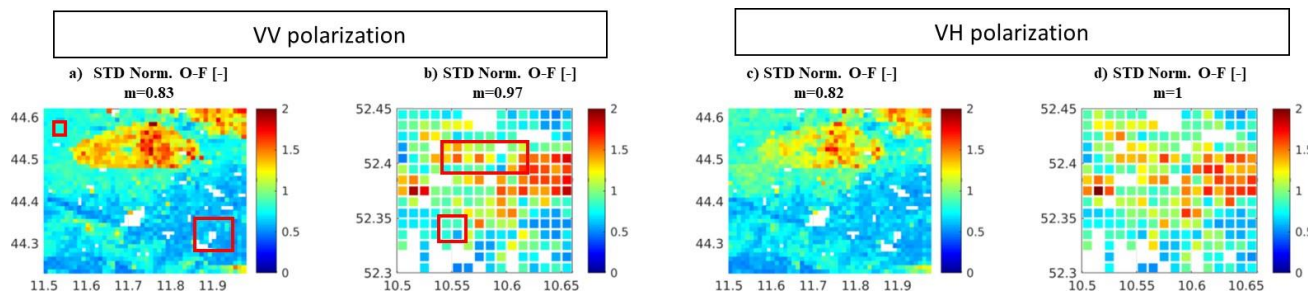 VV polarization
VH polarization
a) STD Norm. O-F [-]
m=0.83
b) STD Norm. O-F [-]
m=0.97
c) STD Norm. O-F [-]
m=0.82
d) STD Norm. O-F [-]
m=1
44.6
44.5
44.4
44.3
11.5 11.6 11.7 11.8 11.9
2
1.5
1
0.5
0
52.45
52.4
52.35
52.3
10.5 10.55 10.6 10.65
2
1.5
1
0.5
0
44.6
44.5
44.4
44.3
11.5 11.6 11.7 11.8 11.9
2
1.5
1
0.5
0
52.45
52.4
52.35
52.3
10.5 10.55 10.6 10.65
2
1.5
1
0.5
0